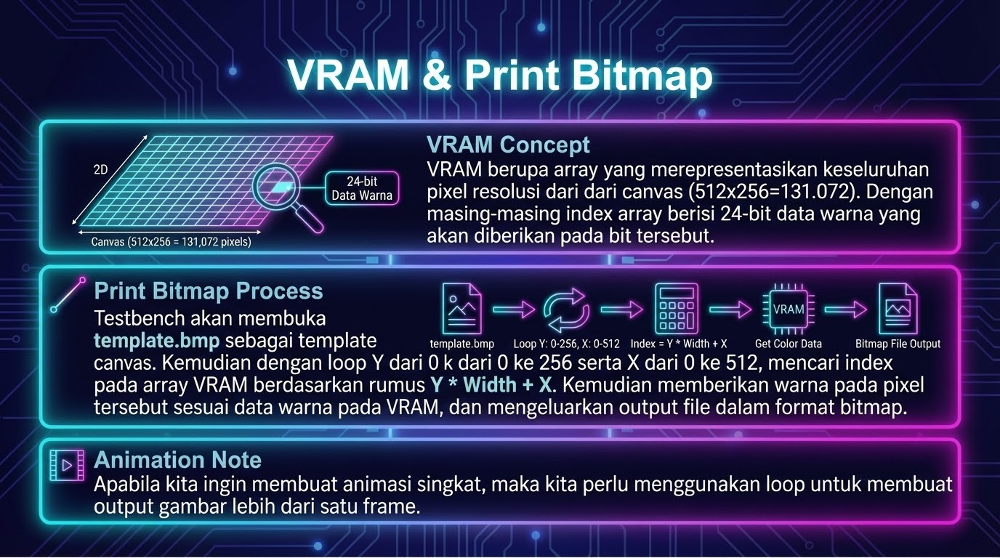 VRAM & Print Bitmap
2D
24-bit
Data Warna
Canvas (512x256 = 131,072 pixels)
VRAM Concept
VRAM berupa array yang merepresentasikan keseluruhan
pixel resolusi dari dari canvas (512x256=131.072). Dengan
masing-masing index array berisi 24-bit data warna yang
akan diberikan pada bit tersebut.
Print Bitmap Process
Testbench akan membuka
template.bmp sebagai template
canvas. Kemudian dengan loop Y dari 0 k dari 0 ke 256 serta X dari 0 ke 512, mencari index
pada array VRAM berdasarkan rumus Y * Width + X. Kemudian memberikan warna pada pixel
tersebut sesuai data warna pada VRAM, dan mengeluarkan output file dalam format bitmap.
template.bmp
Loop Y: 0-256, X: 0-512
Index = Y * Width + X
VRAM
Get Color Data
Bitmap File Output
Animation Note
Apabila kita ingin membuat animasi singkat, maka kita perlu menggunakan loop untuk membuat
output gambar lebih dari satu frame.